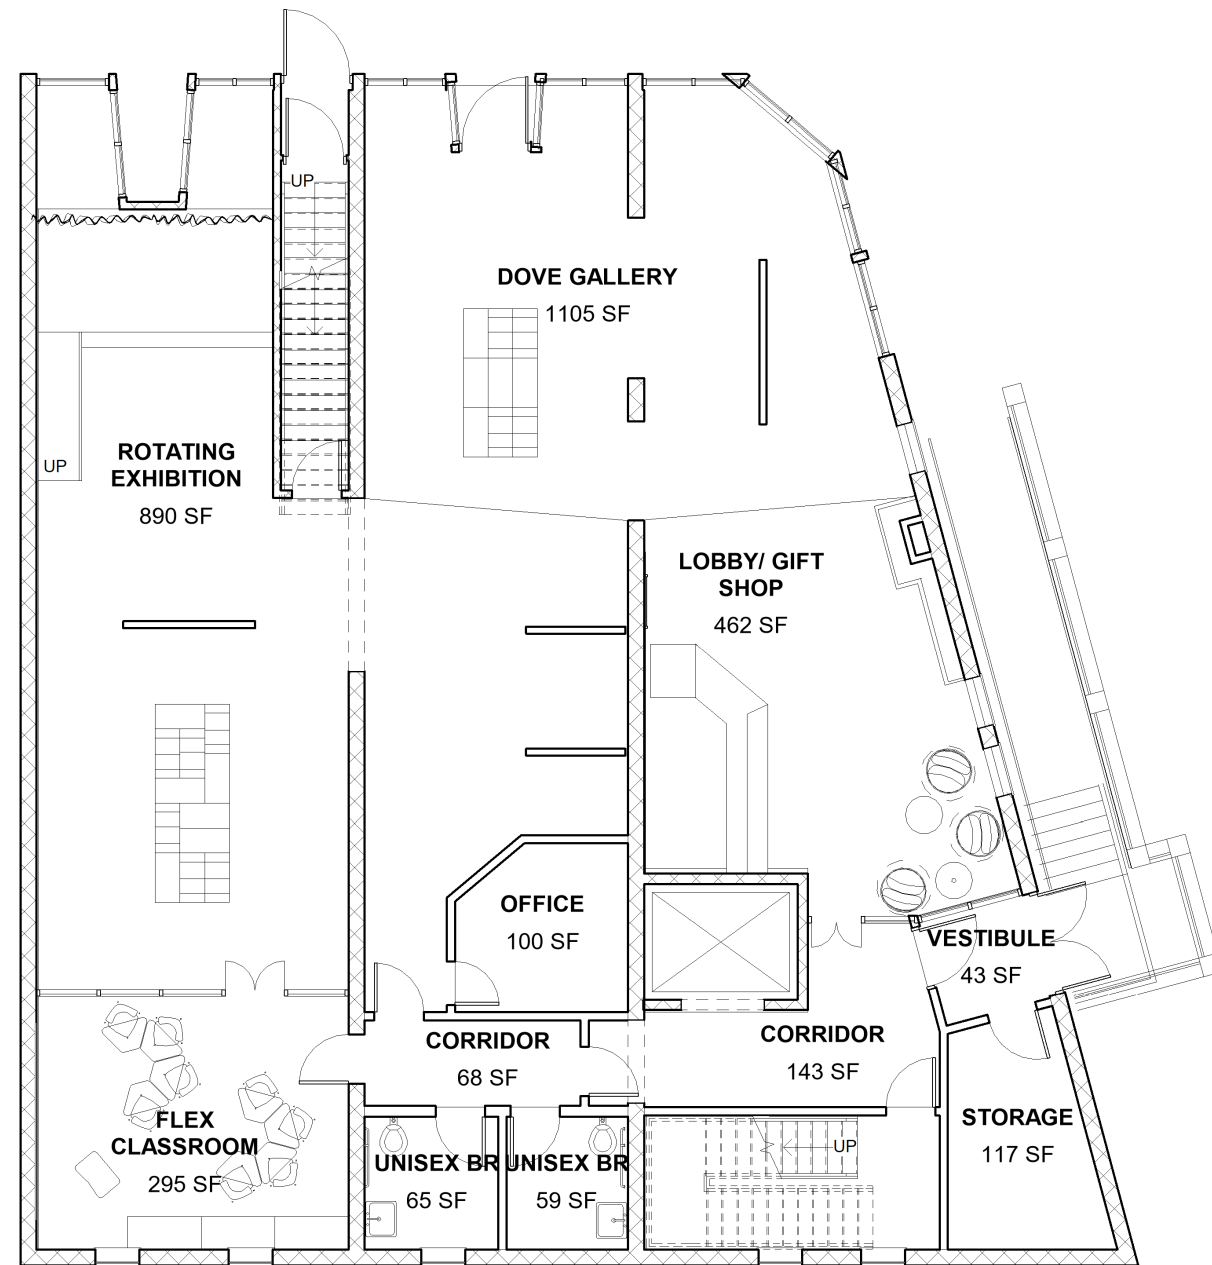 UP
DOVE GALLERY
1105 SF
ROTATING
EXHIBITION
890 SF
UP
LOBBY/ GIFT
SHOP
462 SF
OFFICE
100 SF
VESTIBULE
43 SF
CORRIDOR
68 SF
CORRIDOR
143 SF
FLEX
CLASSROOM
295 SF
UNISEX BR
65 SF
UNISEX BR
59 SF
UP
STORAGE
117 SF